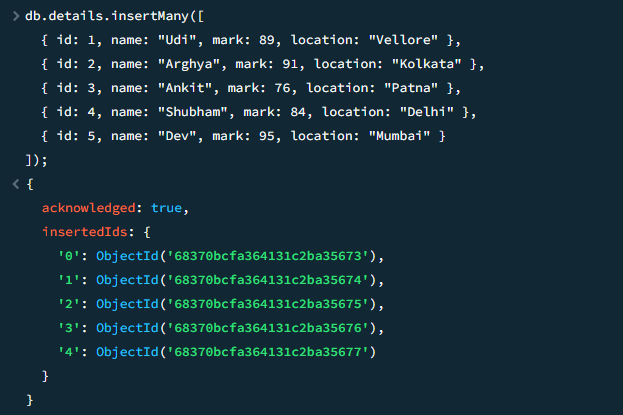 > db.details.insertMany([
{ id: 1, name: "Udi", mark: 89, location: "Vellore" },
{ id: 2, name: "Arghya", mark: 91, location: "Kolkata" },
{ id: 3, name: "Ankit", mark: 76, location: "Patna" },
{ id: 4, name: "Shubham", mark: 84, location: "Delhi" },
{ id: 5, name: "Dev", mark: 95, location: "Mumbai" }
]);
< {
acknowledged: true,
insertedIds: {
'0': ObjectId('68370bcfa364131c2ba35673'),
'1': ObjectId('68370bcfa364131c2ba35674'),
'2': ObjectId('68370bcfa364131c2ba35675'),
'3': ObjectId('68370bcfa364131c2ba35676'),
'4': ObjectId('68370bcfa364131c2ba35677')
}
}